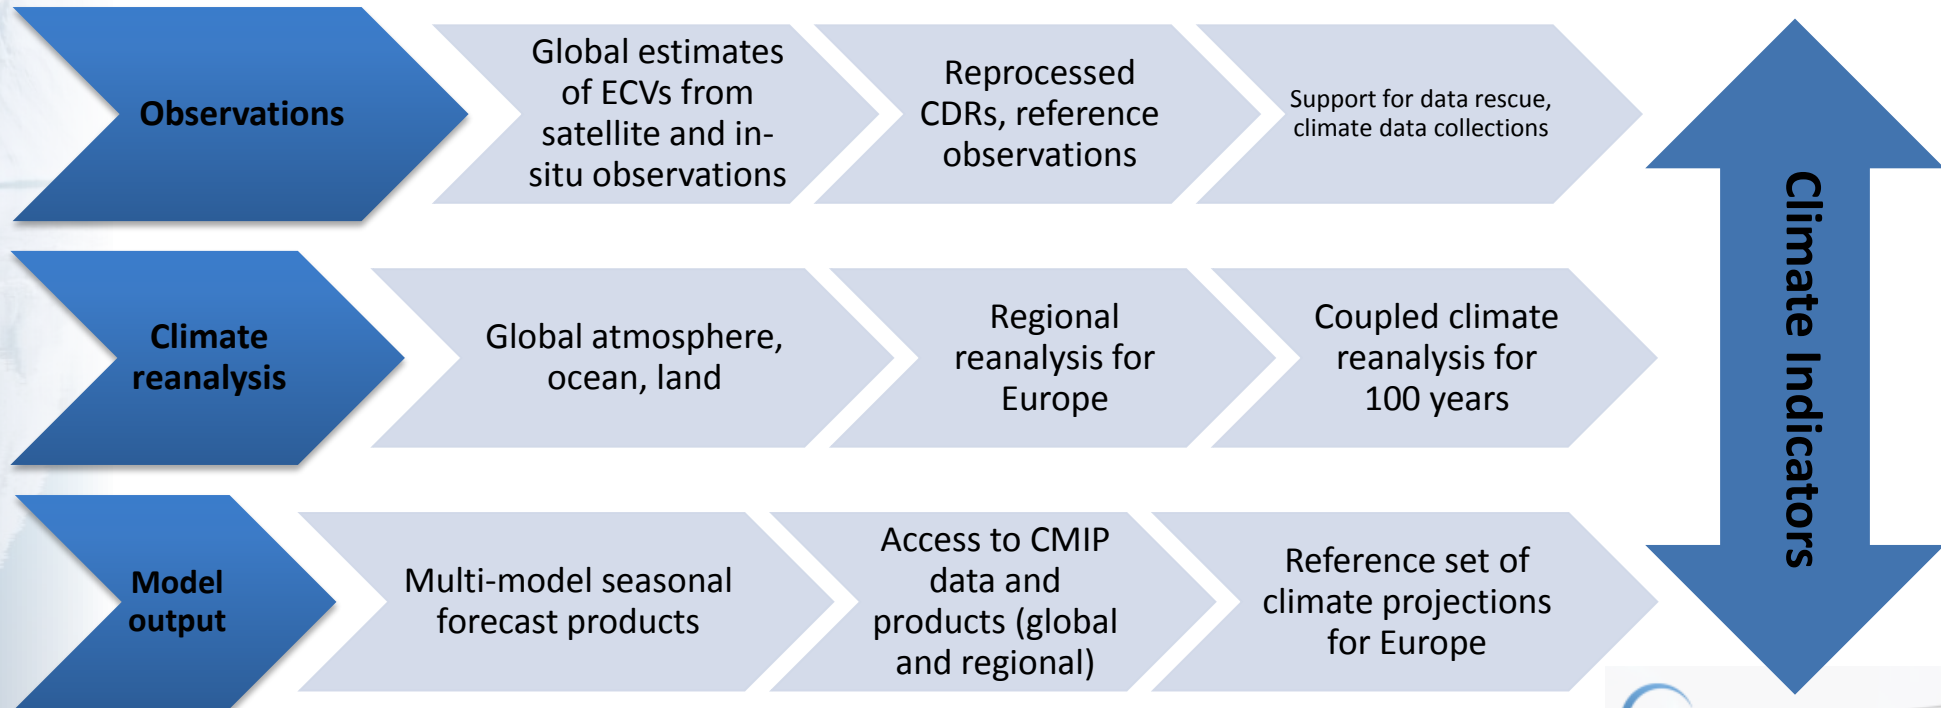 Observations
Global estimates
of ECVs from
satellite and in-
situ observations
Reprocessed
CDRs, reference
observations
Support for data rescue,
climate data collections
Climate
reanalysis
Global atmosphere,
ocean, land
Regional
reanalysis for
Europe
Coupled climate
reanalysis for
100 years
Model
output
Multi-model seasonal
forecast products
Access to CMIP
data and
products (global
and regional)
Reference set of
climate projections
for Europe
Climate Indicators